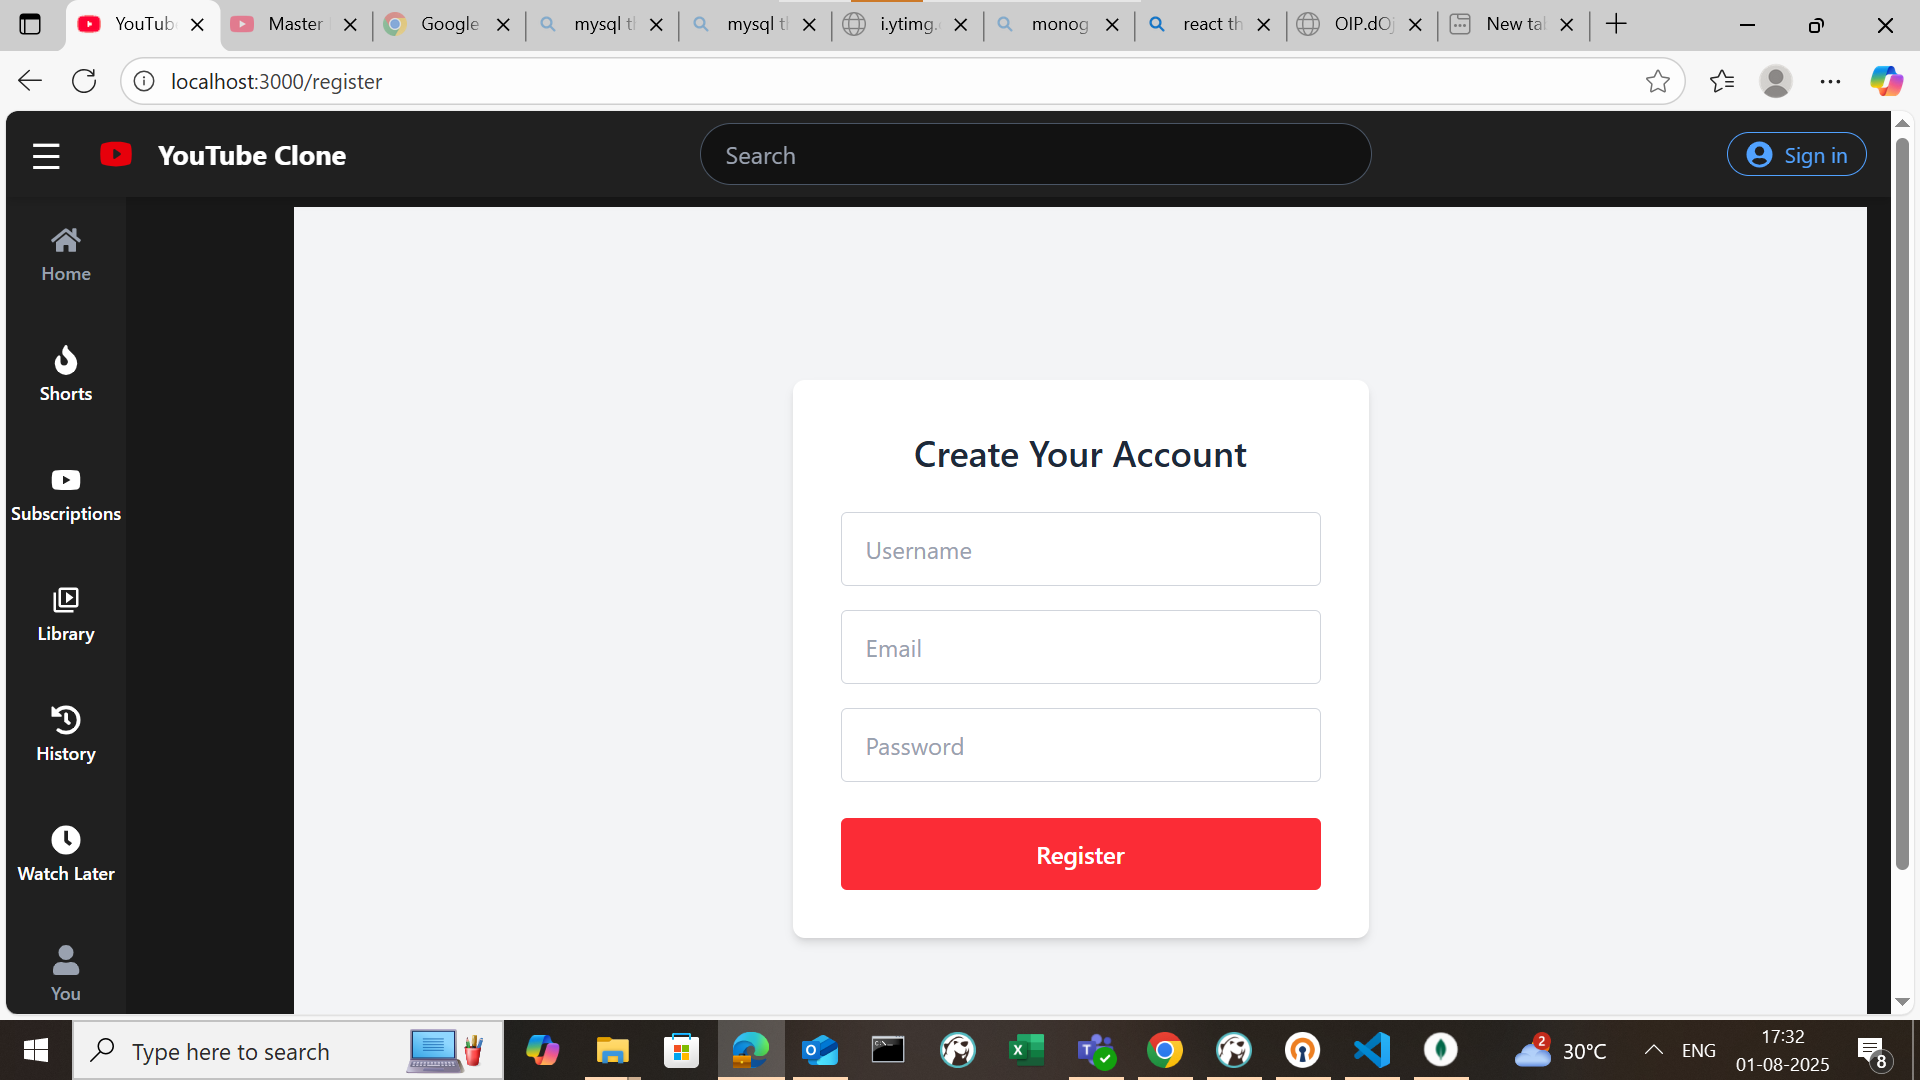 YouTub
Master
Google
mysql t
mysql t
i.ytimg.
monog
react th
OIP.dOj
New tal
localhost:3000/register
YouTube Clone
Search
Sign in
Home
Shorts
Subscriptions
Library
History
Watch Later
You
Create Your Account
Username
Email
Password
Register
Type here to search
2
30°C
ENG
17:32
01-08-2025
8